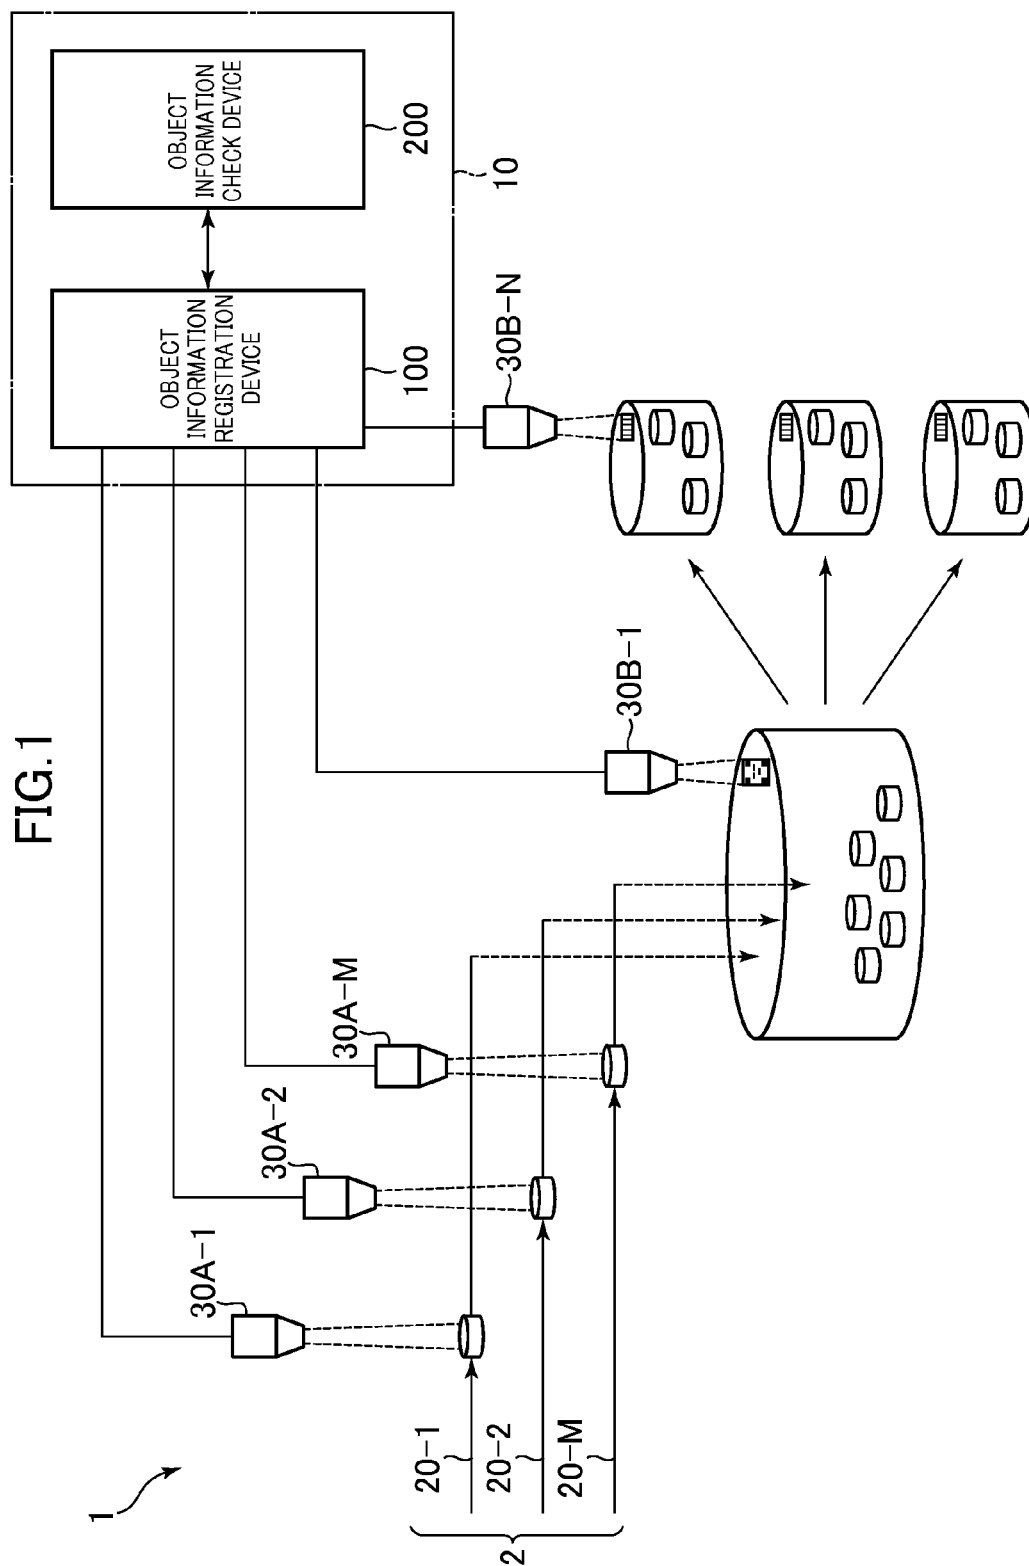 FIG.1
1
OBJECT
INFORMATION
REGISTRATION
DEVICE
100
OBJECT
INFORMATION
CHECK DEVICE
200
10
30A-1
30A-2
30A-M
30B-1
30B-N
2
20-1
20-2
20-M